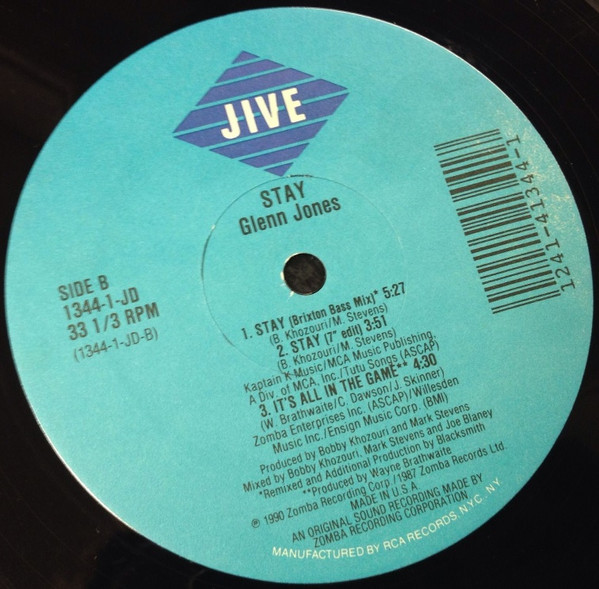 JIVE
STAY
Glenn Jones
SIDE B
1344-1-JD
33 1/3 RPM
(1344-1-JD-B)
1241-41344-1
1. STAY (Brixton Bass Mix)* 5:27
(B. Khozouri/M. Stevens)
2. STAY (7" edit) 3:51
(B. Khozouri/M. Stevens)
Kaptain K Music/MCA Music Publishing,
A Div. of MCA, Inc./Tutu Songs (ASCAP)
3. IT'S ALL IN THE GAME** 4:30
(W. Brathwaite/C. Dawson/J. Skinner)
Zomba Enterprises Inc. (ASCAP)/Willesden
Music Inc./Ensign Music Corp. (BMI)
Produced by Bobby Khozouri and Mark Stevens
Mixed by Bobby Khozouri, Mark Stevens and Joe Blaney
*Remixed and Additional Production by Blacksmith
**Produced by Wayne Brathwaite
℗ 1990 Zomba Recording Corp./1987 Zomba Records Ltd
MADE IN U.S.A.
AN ORIGINAL SOUND RECORDING MADE BY
ZOMBA RECORDING CORPORATION
MANUFACTURED BY RCA RECORDS, N.Y.C. N.Y.